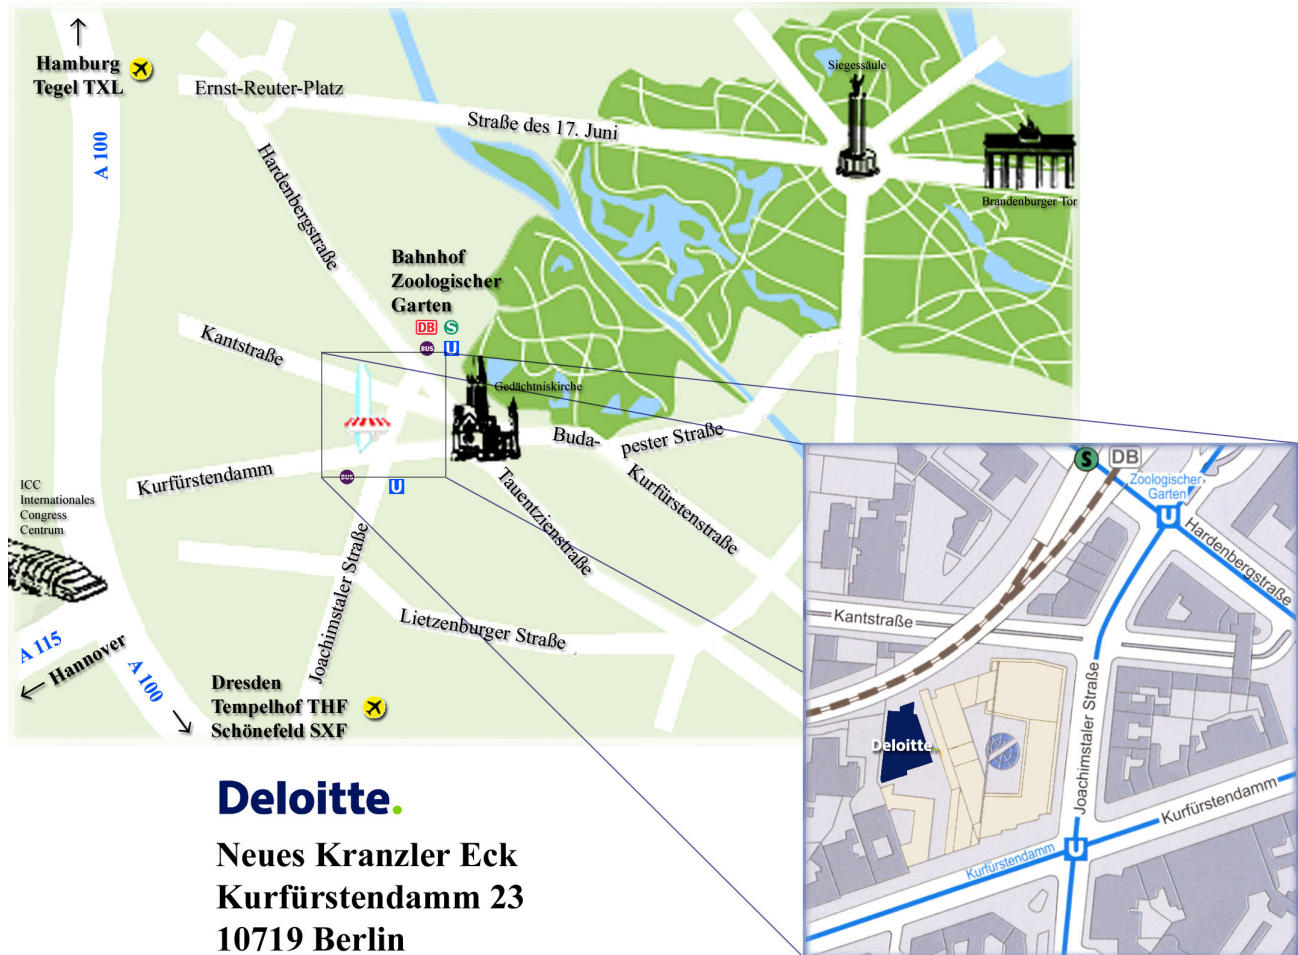 Hamburg
Tegel TXL
A 100
Ernst-Reuter-Platz
Straße des 17. Juni
Siegessäule
Brandenburger Tor
Hardenbergstraße
Bahnhof
Zoologischer
Garten
DB S
BUS U
Kantstraße
Gedächtniskirche
Kurfürstendamm
BUS U
Buda-
pester Straße
Tauentzienstraße
Kurfürstenstraße
ICC
Internationales
Congress
Centrum
Joachimstaler Straße
Lietzenburger Straße
A 115
Hannover
A 100
Dresden
Tempelhof THF
Schönefeld SXF
S DB
Zoologischer
Garten
U
Hardenbergstraße
Kantstraße
Joachimstaler Straße
Deloitte
Kurfürstendamm
U
Kurfürstendamm
Deloitte.
Neues Kranzler Eck
Kurfürstendamm 23
10719 Berlin